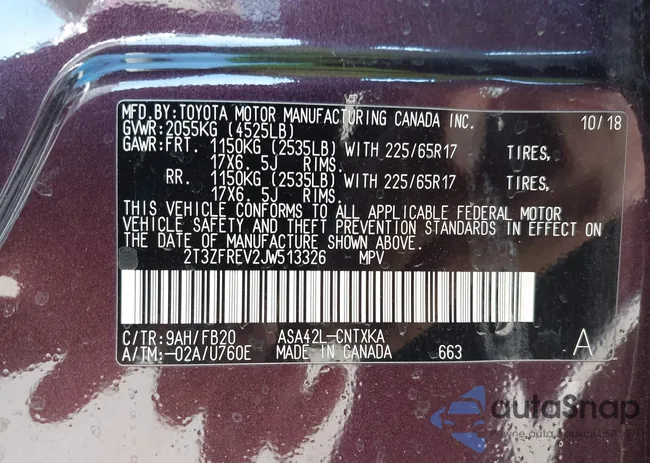 MFD.BY:TOYOTA MOTOR MANUFACTURING CANADA INC. 10/18
GVWR:2055KG (4525LB)
GAWR:FRT. 1150KG (2535LB) WITH 225/65R17 TIRES,
17X6.5J RIMS.
RR. 1150KG (2535LB) WITH 225/65R17 TIRES,
17X6.5J RIMS.
THIS VEHICLE CONFORMS TO ALL APPLICABLE FEDERAL MOTOR
VEHICLE SAFETY AND THEFT PREVENTION STANDARDS IN EFFECT ON
THE DATE OF MANUFACTURE SHOWN ABOVE.
2T3ZFREV2JW513326 MPV
C/TR:9AH/FB20 ASA42L-CNTXKA
A/TM:-02A/U760E MADE IN CANADA 663 A
autaSnap